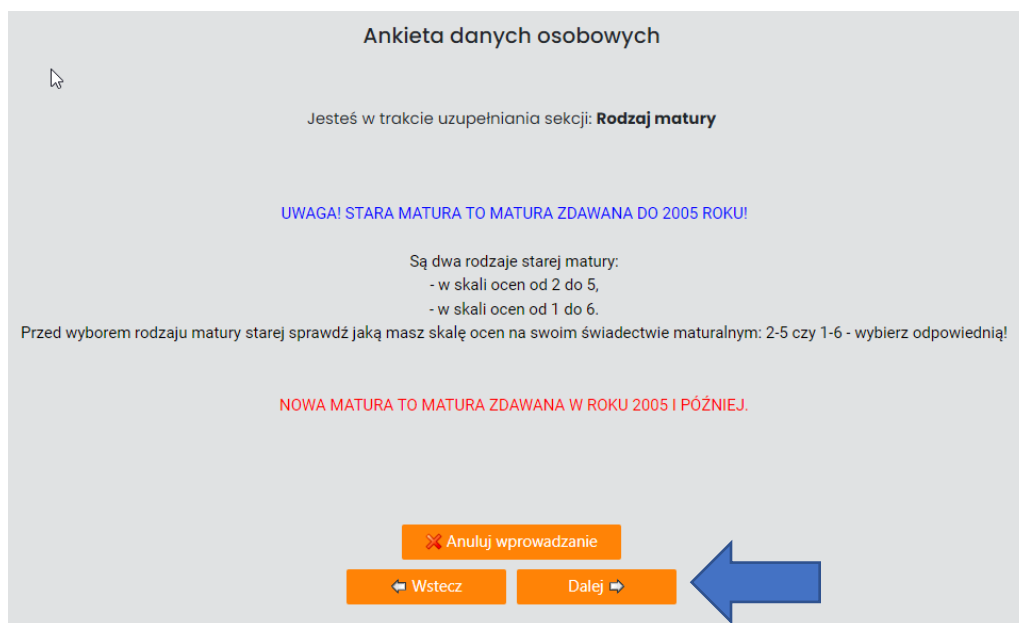 Ankieta danych osobowych
Jesteś w trakcie uzupełniania sekcji: Rodzaj matury
UWAGA! STARA MATURA TO MATURA ZDAWANA DO 2005 ROKU!
Są dwa rodzaje starej matury:
- w skali ocen od 2 do 5,
- w skali ocen od 1 do 6.
Przed wyborem rodzaju matury starej sprawdź jaką masz skalę ocen na swoim świadectwie maturalnym: 2-5 czy 1-6 - wybierz odpowiednią!
NOWA MATURA TO MATURA ZDAWANA W ROKU 2005 I PÓŹNIEJ.
Anuluj wprowadzanie
Wstecz Dalej